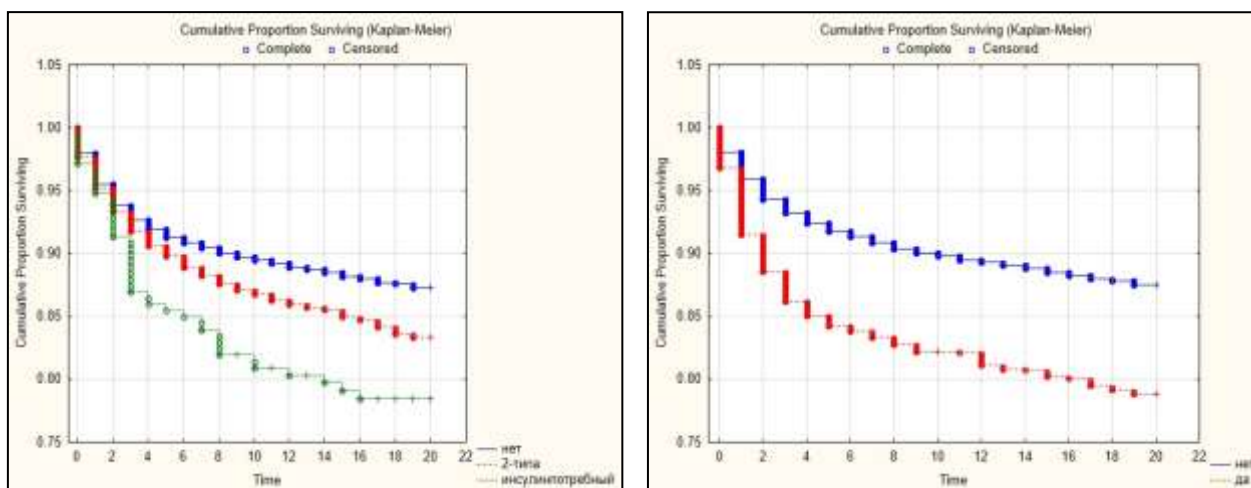 Cumulative Proportion Surviving (Kaplan-Meier)
Complete Censored
1.05
1.00
0.95
0.90
0.85
0.80
0.75
Cumulative Proportion Surviving
0 2 4 6 8 10 12 14 16 18 20 22
Time
нет
2-типа
инсулинпотребный
Cumulative Proportion Surviving (Kaplan-Meier)
Complete Censored
1.05
1.00
0.95
0.90
0.85
0.80
0.75
Cumulative Proportion Surviving
0 2 4 6 8 10 12 14 16 18 20 22
Time
нет
да